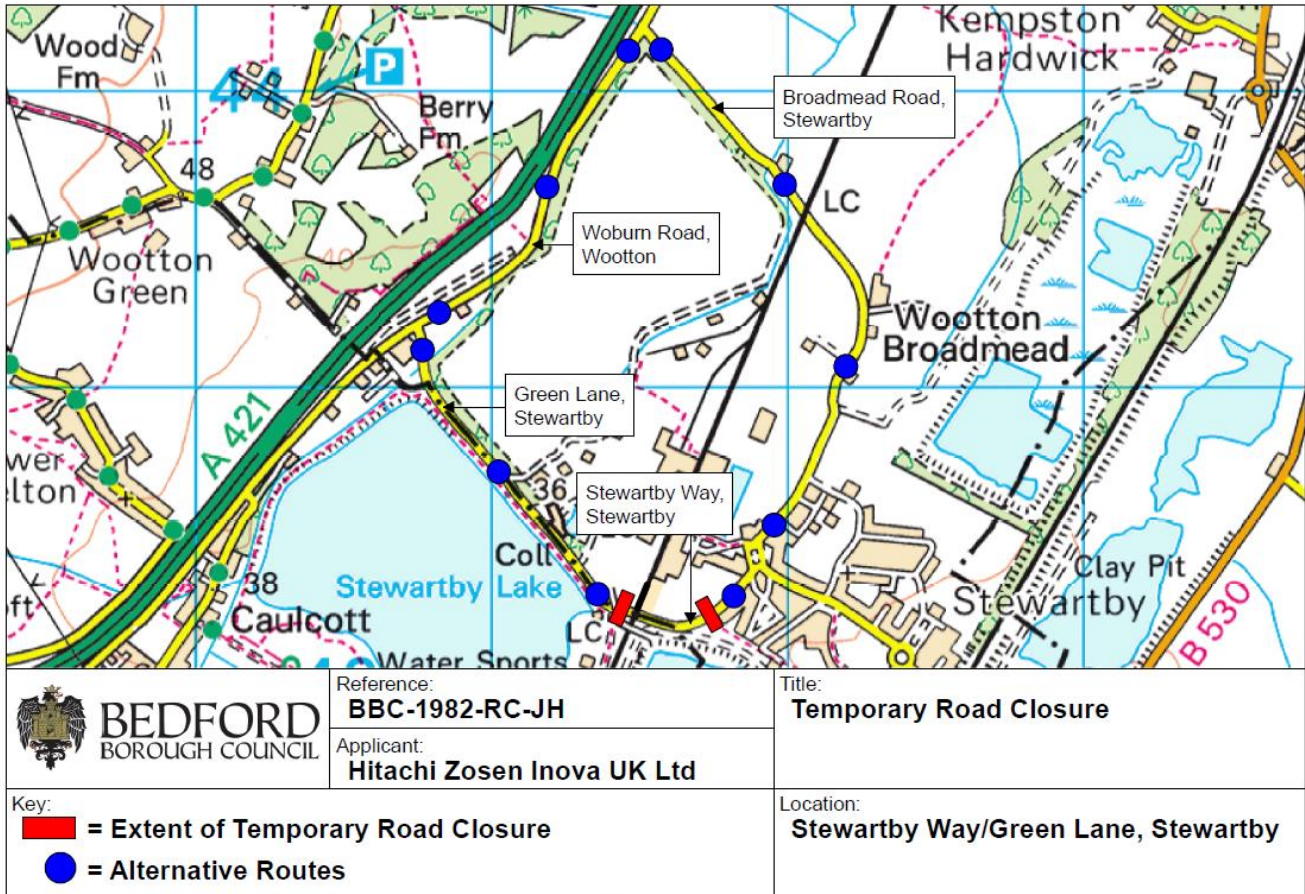 Wood
Fm
44
P
Berry
Fm
48
Wootton
Green
40
Kempston
Hardwick
Broadmead Road,
Stewartby
LC
Woburn Road,
Wootton
Wootton
Broadmead
Green Lane,
Stewartby
A 421
36
Stewartby Way,
Stewartby
Coll
Stewartby Lake
38
Caulcott
LC
Water Sports
Clay Pit
Stewartby
B 530
BEDFORD
BOROUGH COUNCIL
Reference:
BBC-1982-RC-JH
Applicant:
Hitachi Zosen Inova UK Ltd
Title:
Temporary Road Closure
Key:
= Extent of Temporary Road Closure
= Alternative Routes
Location:
Stewartby Way/Green Lane, Stewartby